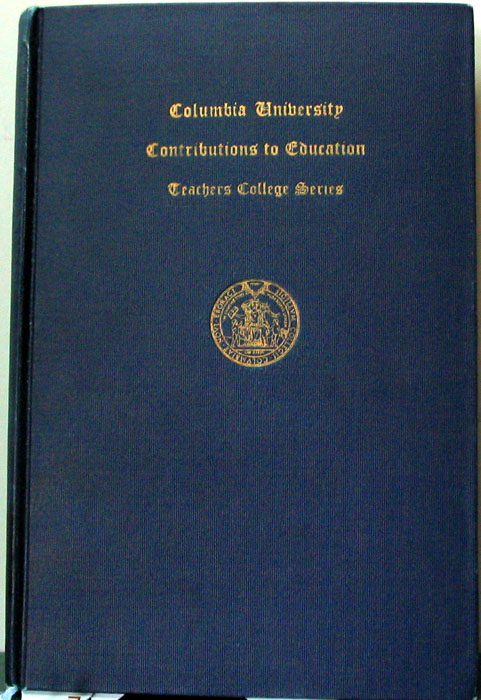 Columbia University
Contributions to Education
Teachers College Series